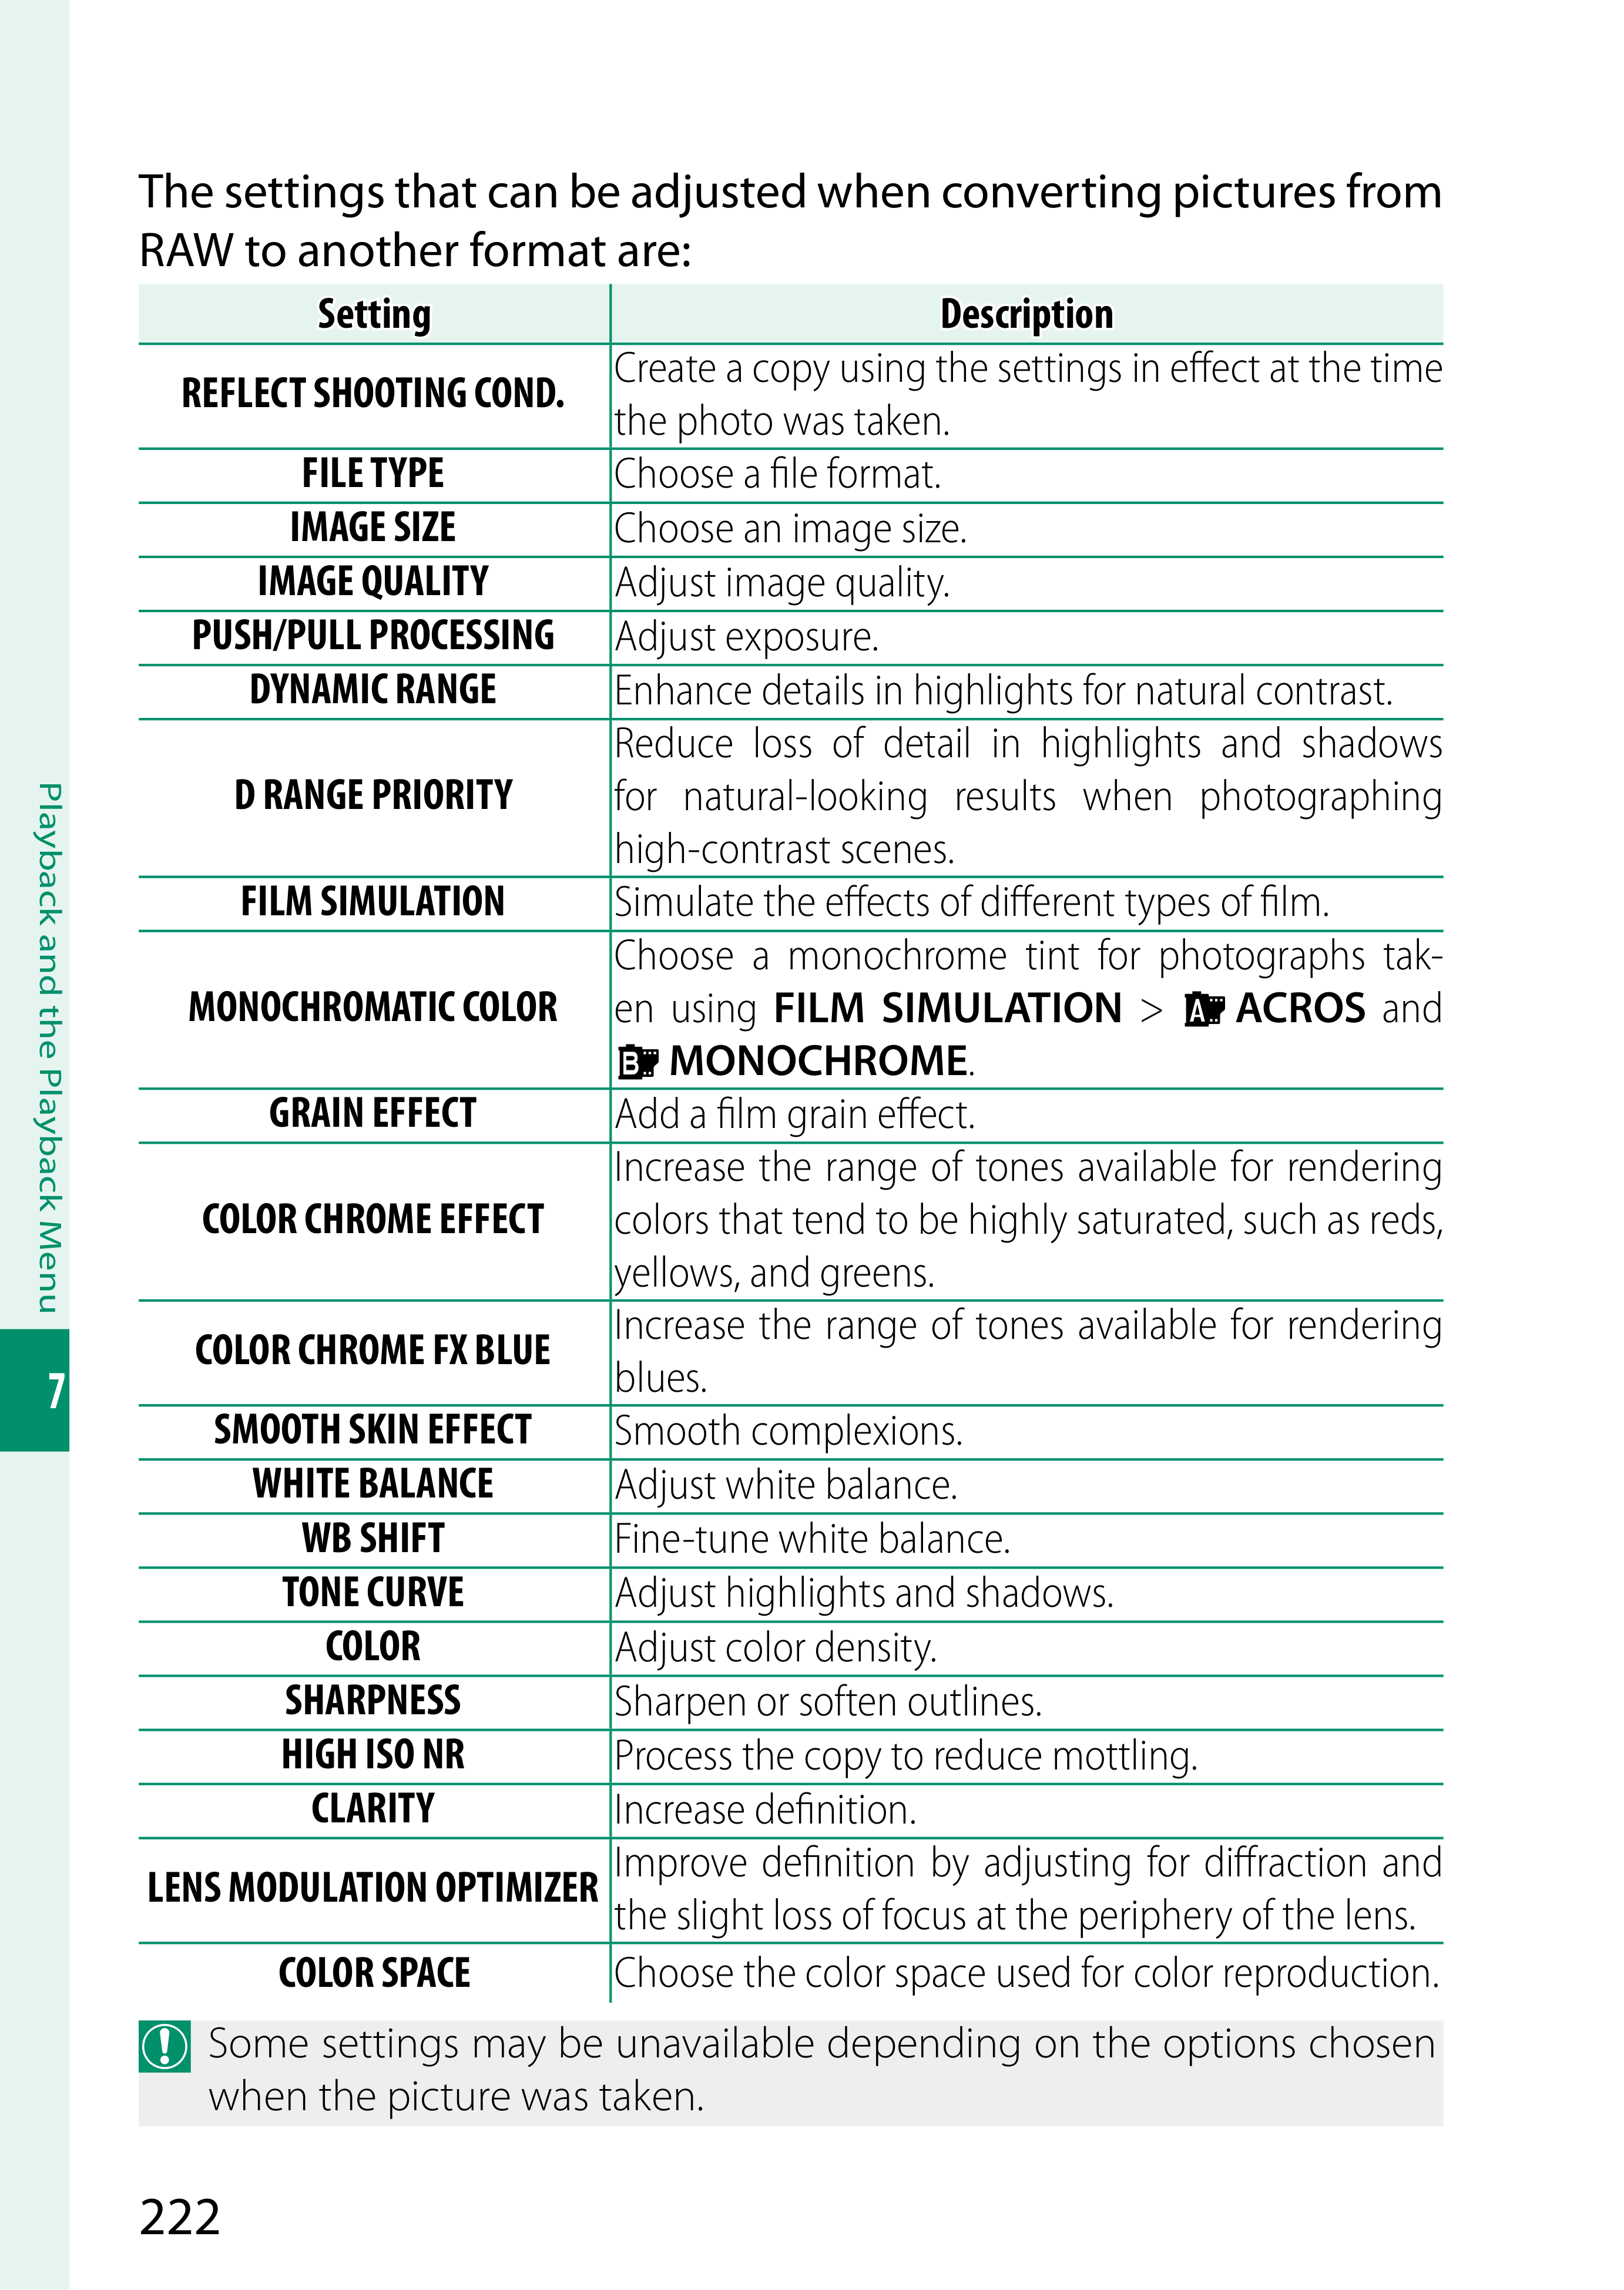 The settings that can be adjusted when converting pictures from
RAW to another format are:
Setting Description
REFLECT SHOOTING COND. Create a copy using the settings in effect at the time
the photo was taken.
FILE TYPE Choose a file format.
IMAGE SIZE Choose an image size.
IMAGE QUALITY Adjust image quality.
PUSH/PULL PROCESSING Adjust exposure.
DYNAMIC RANGE Enhance details in highlights for natural contrast.
D RANGE PRIORITY Reduce loss of detail in highlights and shadows
for natural-looking results when photographing
high-contrast scenes.
FILM SIMULATION Simulate the effects of different types of film.
MONOCHROMATIC COLOR Choose a monochrome tint for photographs tak-
en using FILM SIMULATION > A ACROS and
B MONOCHROME.
GRAIN EFFECT Add a film grain effect.
COLOR CHROME EFFECT Increase the range of tones available for rendering
colors that tend to be highly saturated, such as reds,
yellows, and greens.
COLOR CHROME FX BLUE Increase the range of tones available for rendering
blues.
SMOOTH SKIN EFFECT Smooth complexions.
WHITE BALANCE Adjust white balance.
WB SHIFT Fine-tune white balance.
TONE CURVE Adjust highlights and shadows.
COLOR Adjust color density.
SHARPNESS Sharpen or soften outlines.
HIGH ISO NR Process the copy to reduce mottling.
CLARITY Increase definition.
LENS MODULATION OPTIMIZER Improve definition by adjusting for diffraction and
the slight loss of focus at the periphery of the lens.
COLOR SPACE Choose the color space used for color reproduction.
Some settings may be unavailable depending on the options chosen
when the picture was taken.
Playback and the Playback Menu
7
222